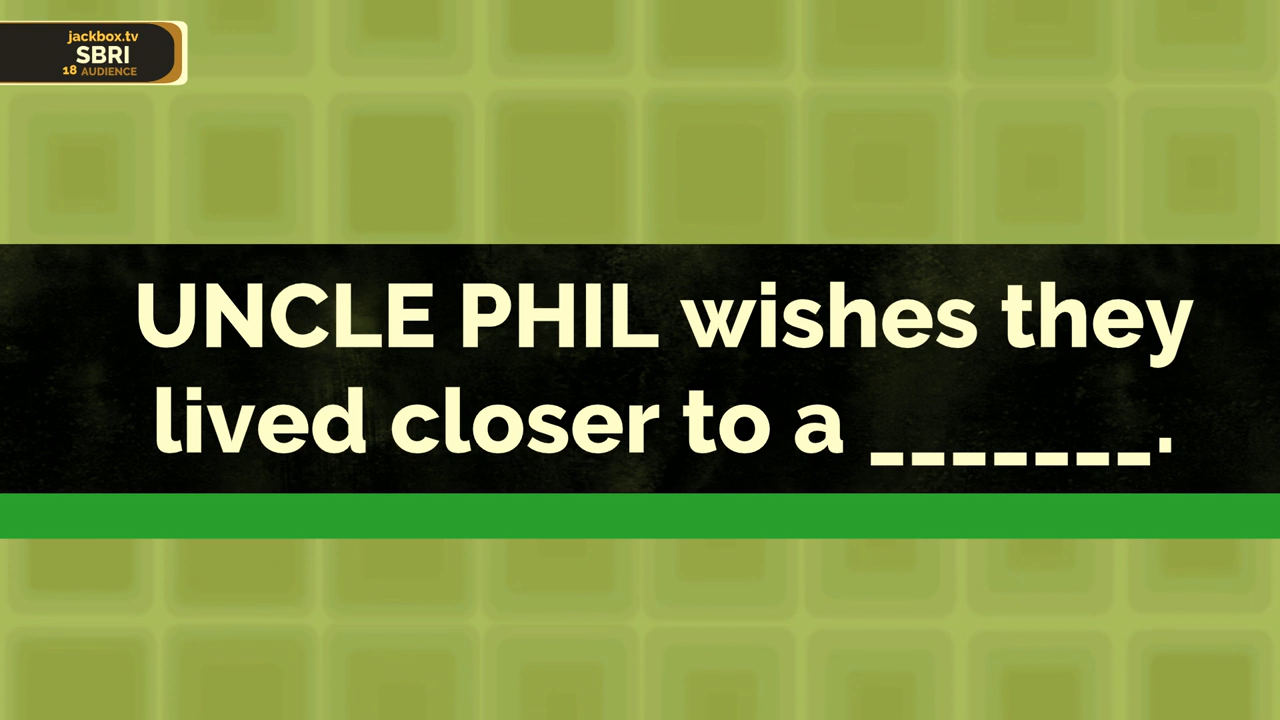 jackbox.tv
SBRI
18 AUDIENCE
UNCLE PHIL wishes they
lived closer to a _______.